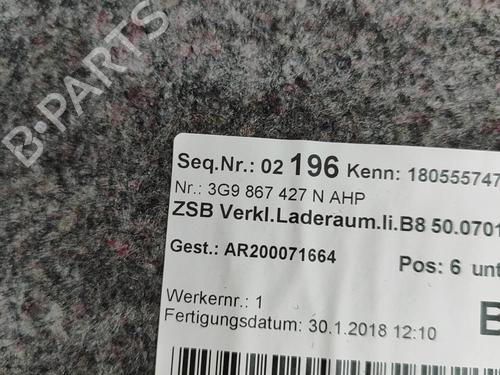 B-PARTS
Seq.Nr.: 02 196 Kenn: 180555747
Nr.: 3G9 867 427 N AHP
ZSB Verkl.Laderaum.li.B8 50.0701
Gest.: AR200071664 Pos: 6 unt
Werkernr.: 1
Fertigungsdatum: 30.1.2018 12:10